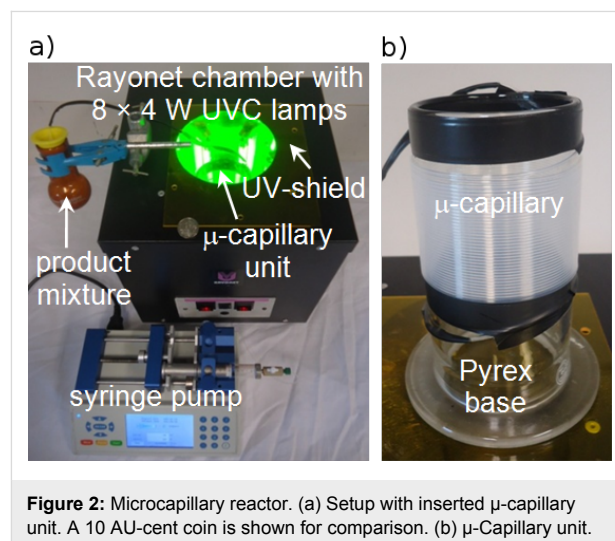 a)
Rayonet chamber with
8 × 4 W UVC lamps
UV-shield
μ-capillary
unit
product
mixture
syringe pump
b)
μ-capillary
Pyrex
base
Figure 2: Microcapillary reactor. (a) Setup with inserted μ-capillary
unit. A 10 AU-cent coin is shown for comparison. (b) μ-Capillary unit.